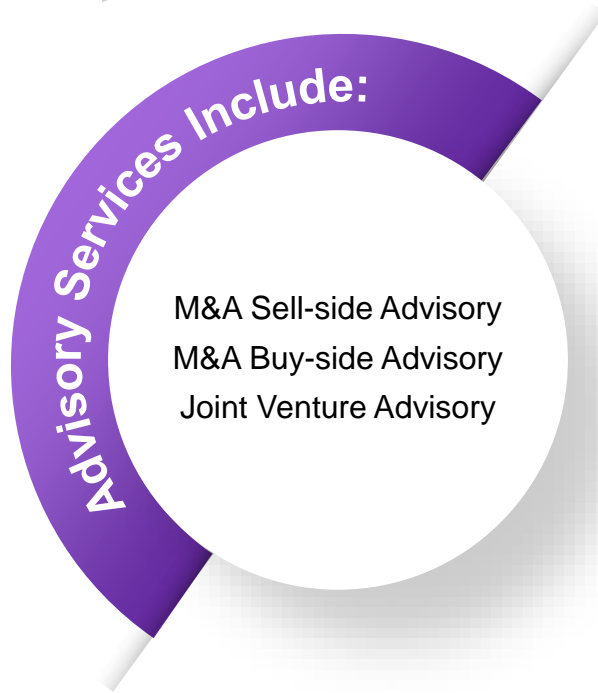 Advisory Services Include:
M&A Sell-side Advisory
M&A Buy-side Advisory
Joint Venture Advisory